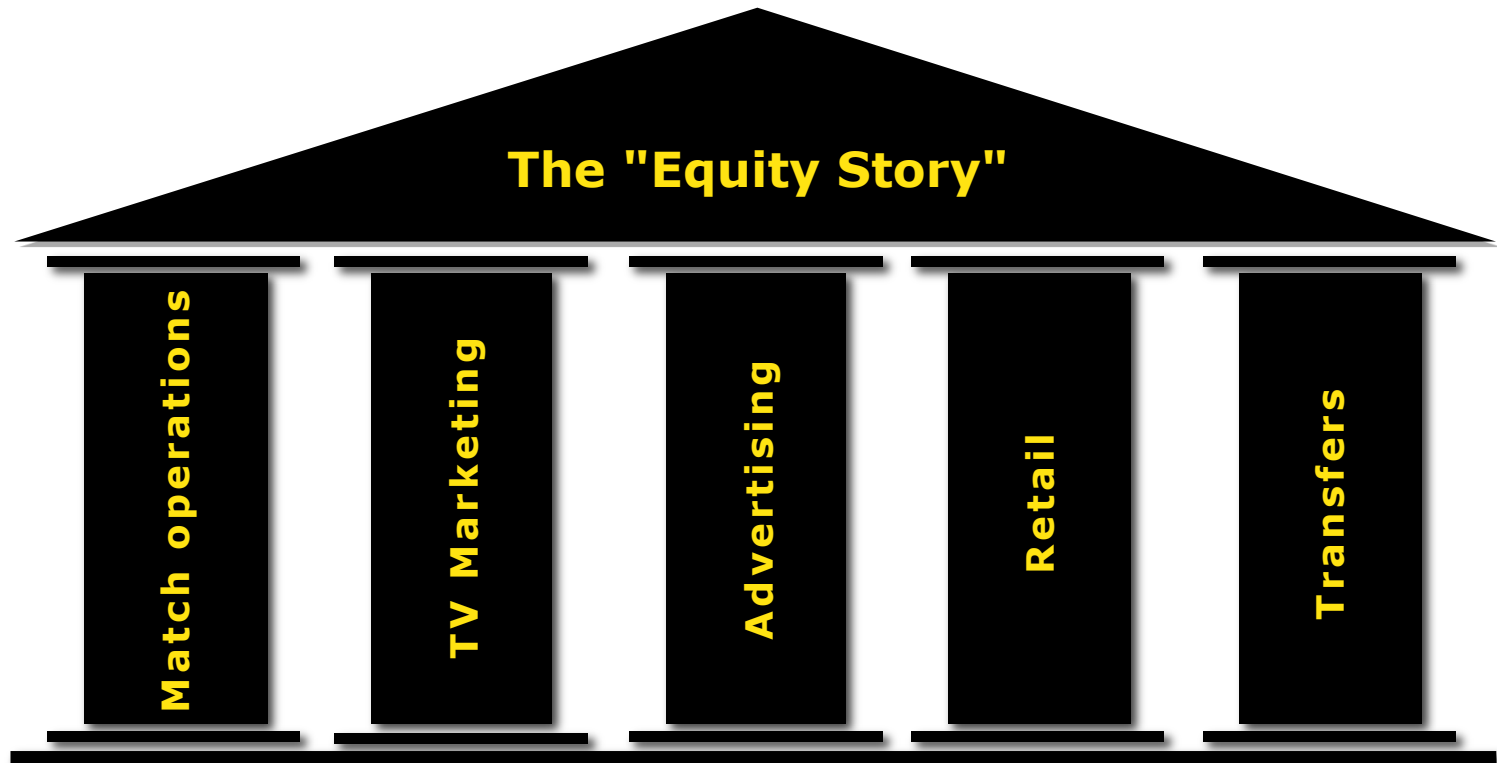 The "Equity Story"
Match operations
TV Marketing
Advertising
Retail
Transfers